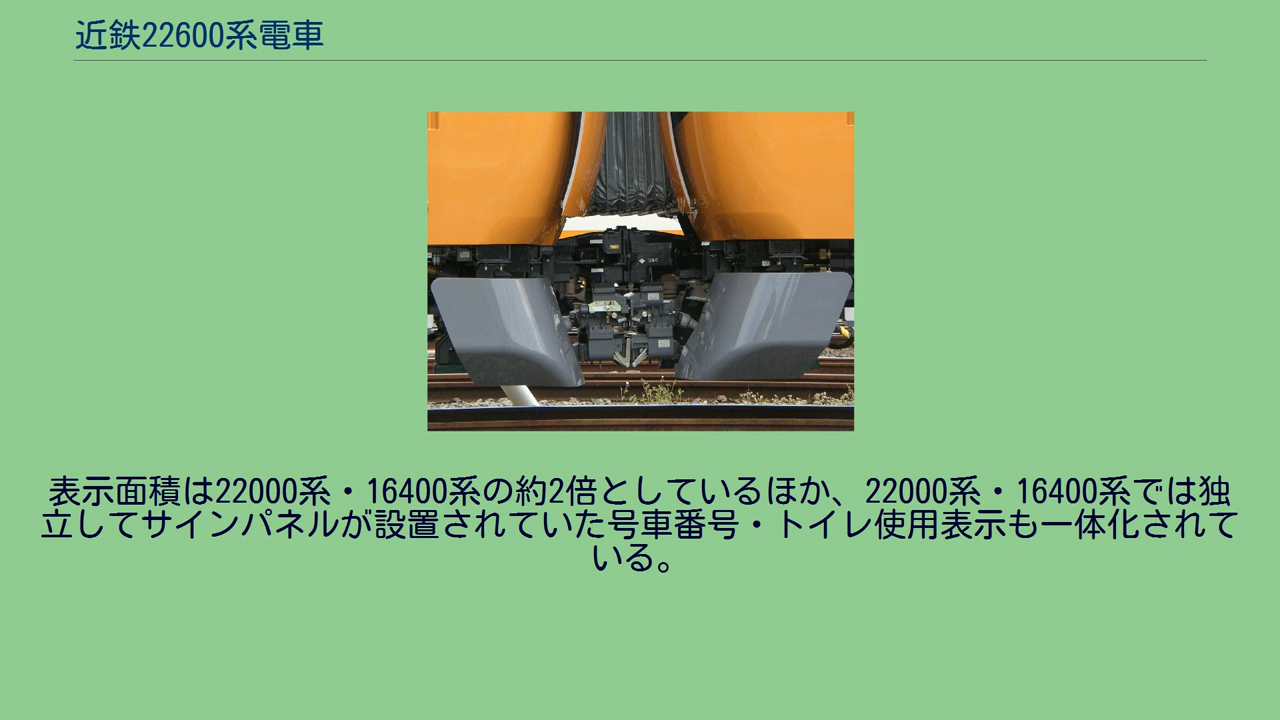 近鉄22600系電車
表示面積は22000系・16400系の約2倍としているほか、22000系・16400系では独
立してサインパネルが設置されていた号車番号・トイレ使用表示も一体化されて
いる。